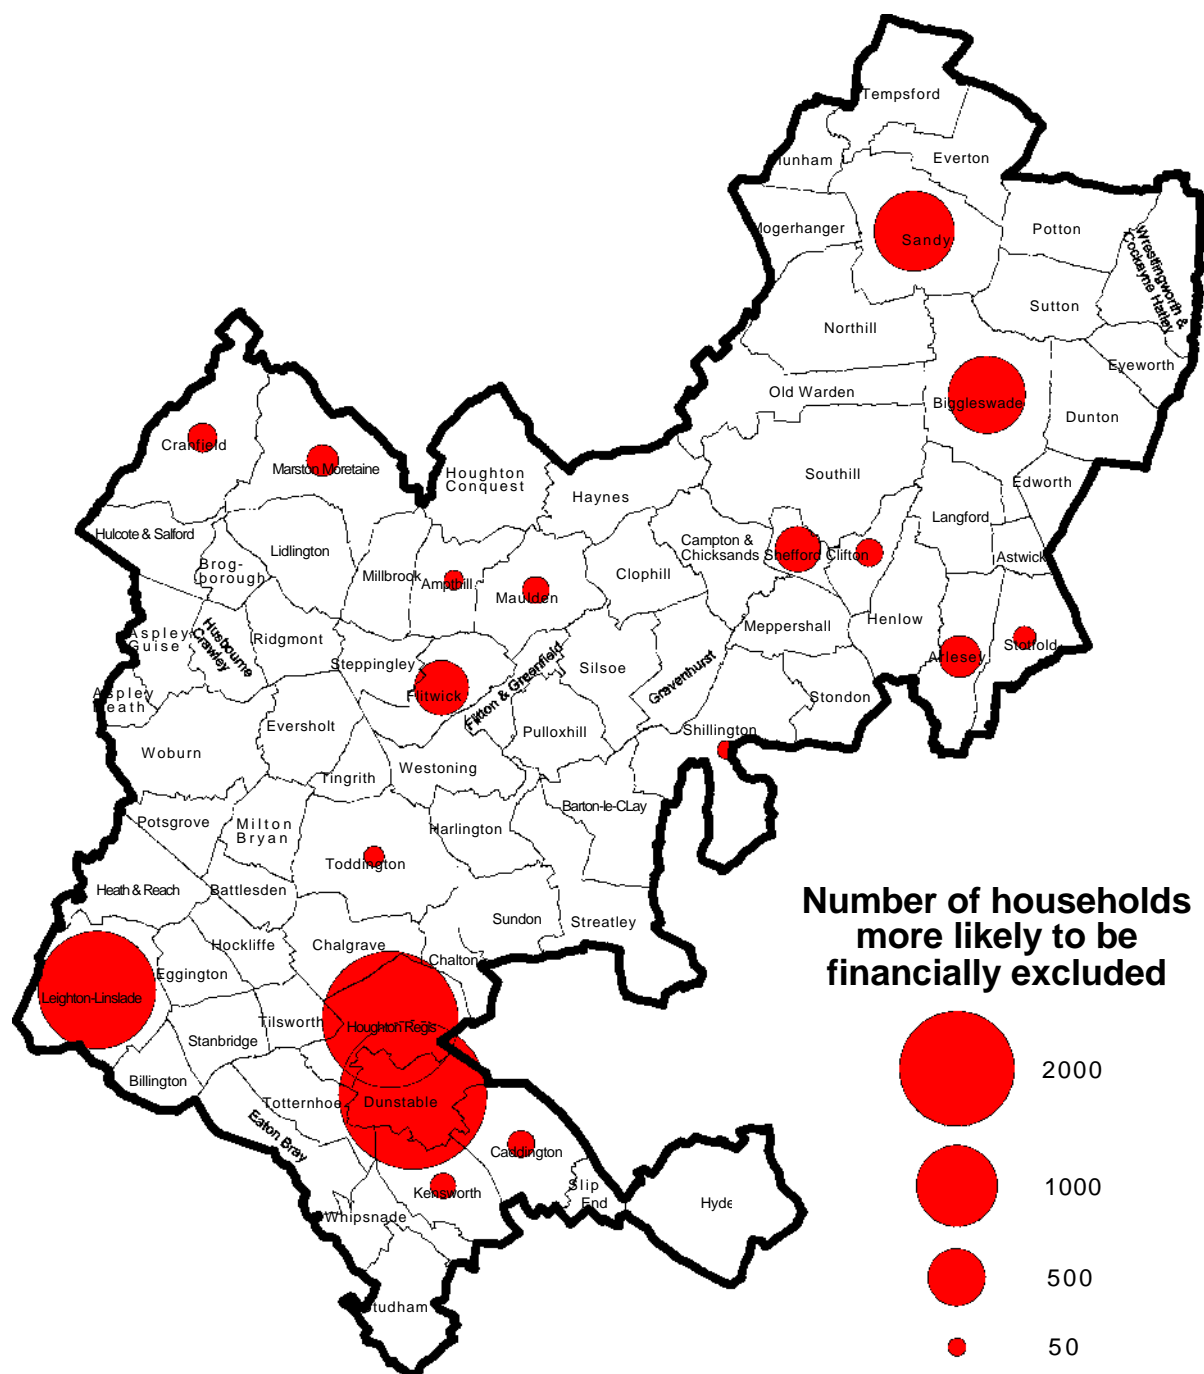 Tempsford
Everton
lunham
Mogerhanger
Sandy
Potton
Wrestlingworth &
Cockayne Hatley
Sutton
Northill
Eyeworth
Old Warden
Biggleswade
Dunton
Cranfield
Marston Moretaine
Houghton
Conquest
Haynes
Southill
Edworth
Langford
Hulcote & Salford
Lidlington
Campton &
Chicksands
Shefford
Clifton
Astwick
Brog-
borough
Millbrook
Ampthill
Maulden
Clophill
Henlow
Meppershall
Aspley
Guise
Husbourne
Crawley
Ridgmont
Steppingley
Flitton & Greenfield
Silsoe
Gravenhurst
Arlesey
Stotfold
Aspley
Heath
Flitwick
Stondon
Eversholt
Pulloxhill
Shillington
Woburn
Tingrith
Westoning
Potsgrove
Milton
Bryan
Harlington
Barton-le-CLay
Toddington
Heath & Reach
Battlesden
Number of households
more likely to be
financially excluded
Sundon
Streatley
Hockliffe
Chalgrave
Chalton
Eggington
Leighton-Linslade
Tilsworth
Houghton Regis
Stanbridge
2000
Billington
Totternhoe
Dunstable
Eaton Bray
Caddington
Kensworth
Slip
End
1000
Hyde
Whipsnade
500
Studham
50